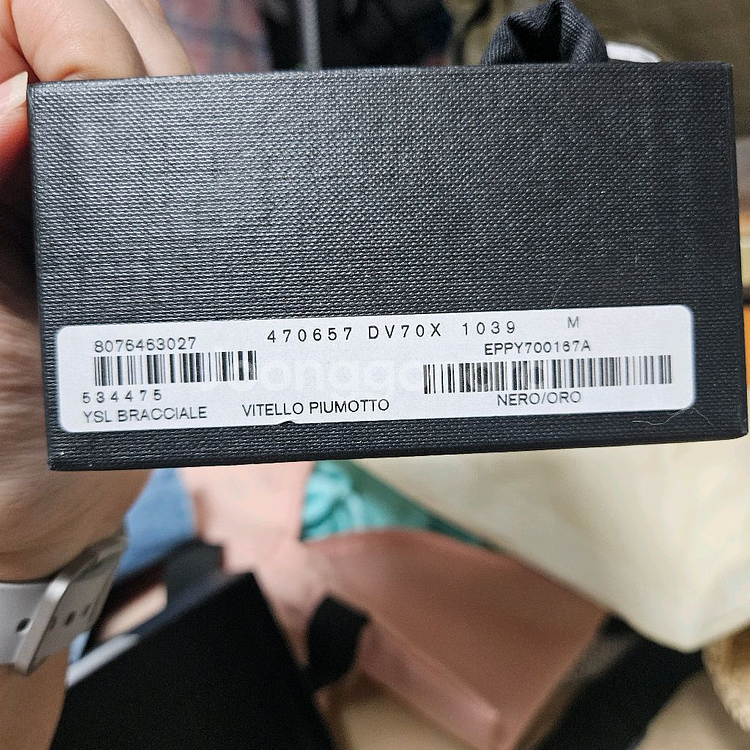 8076463027
470657 DV70X 1039
M
EPPY700167A
534475
YSL BRACCIALE
VITELLO PIUMOTTO
NERO/ORO